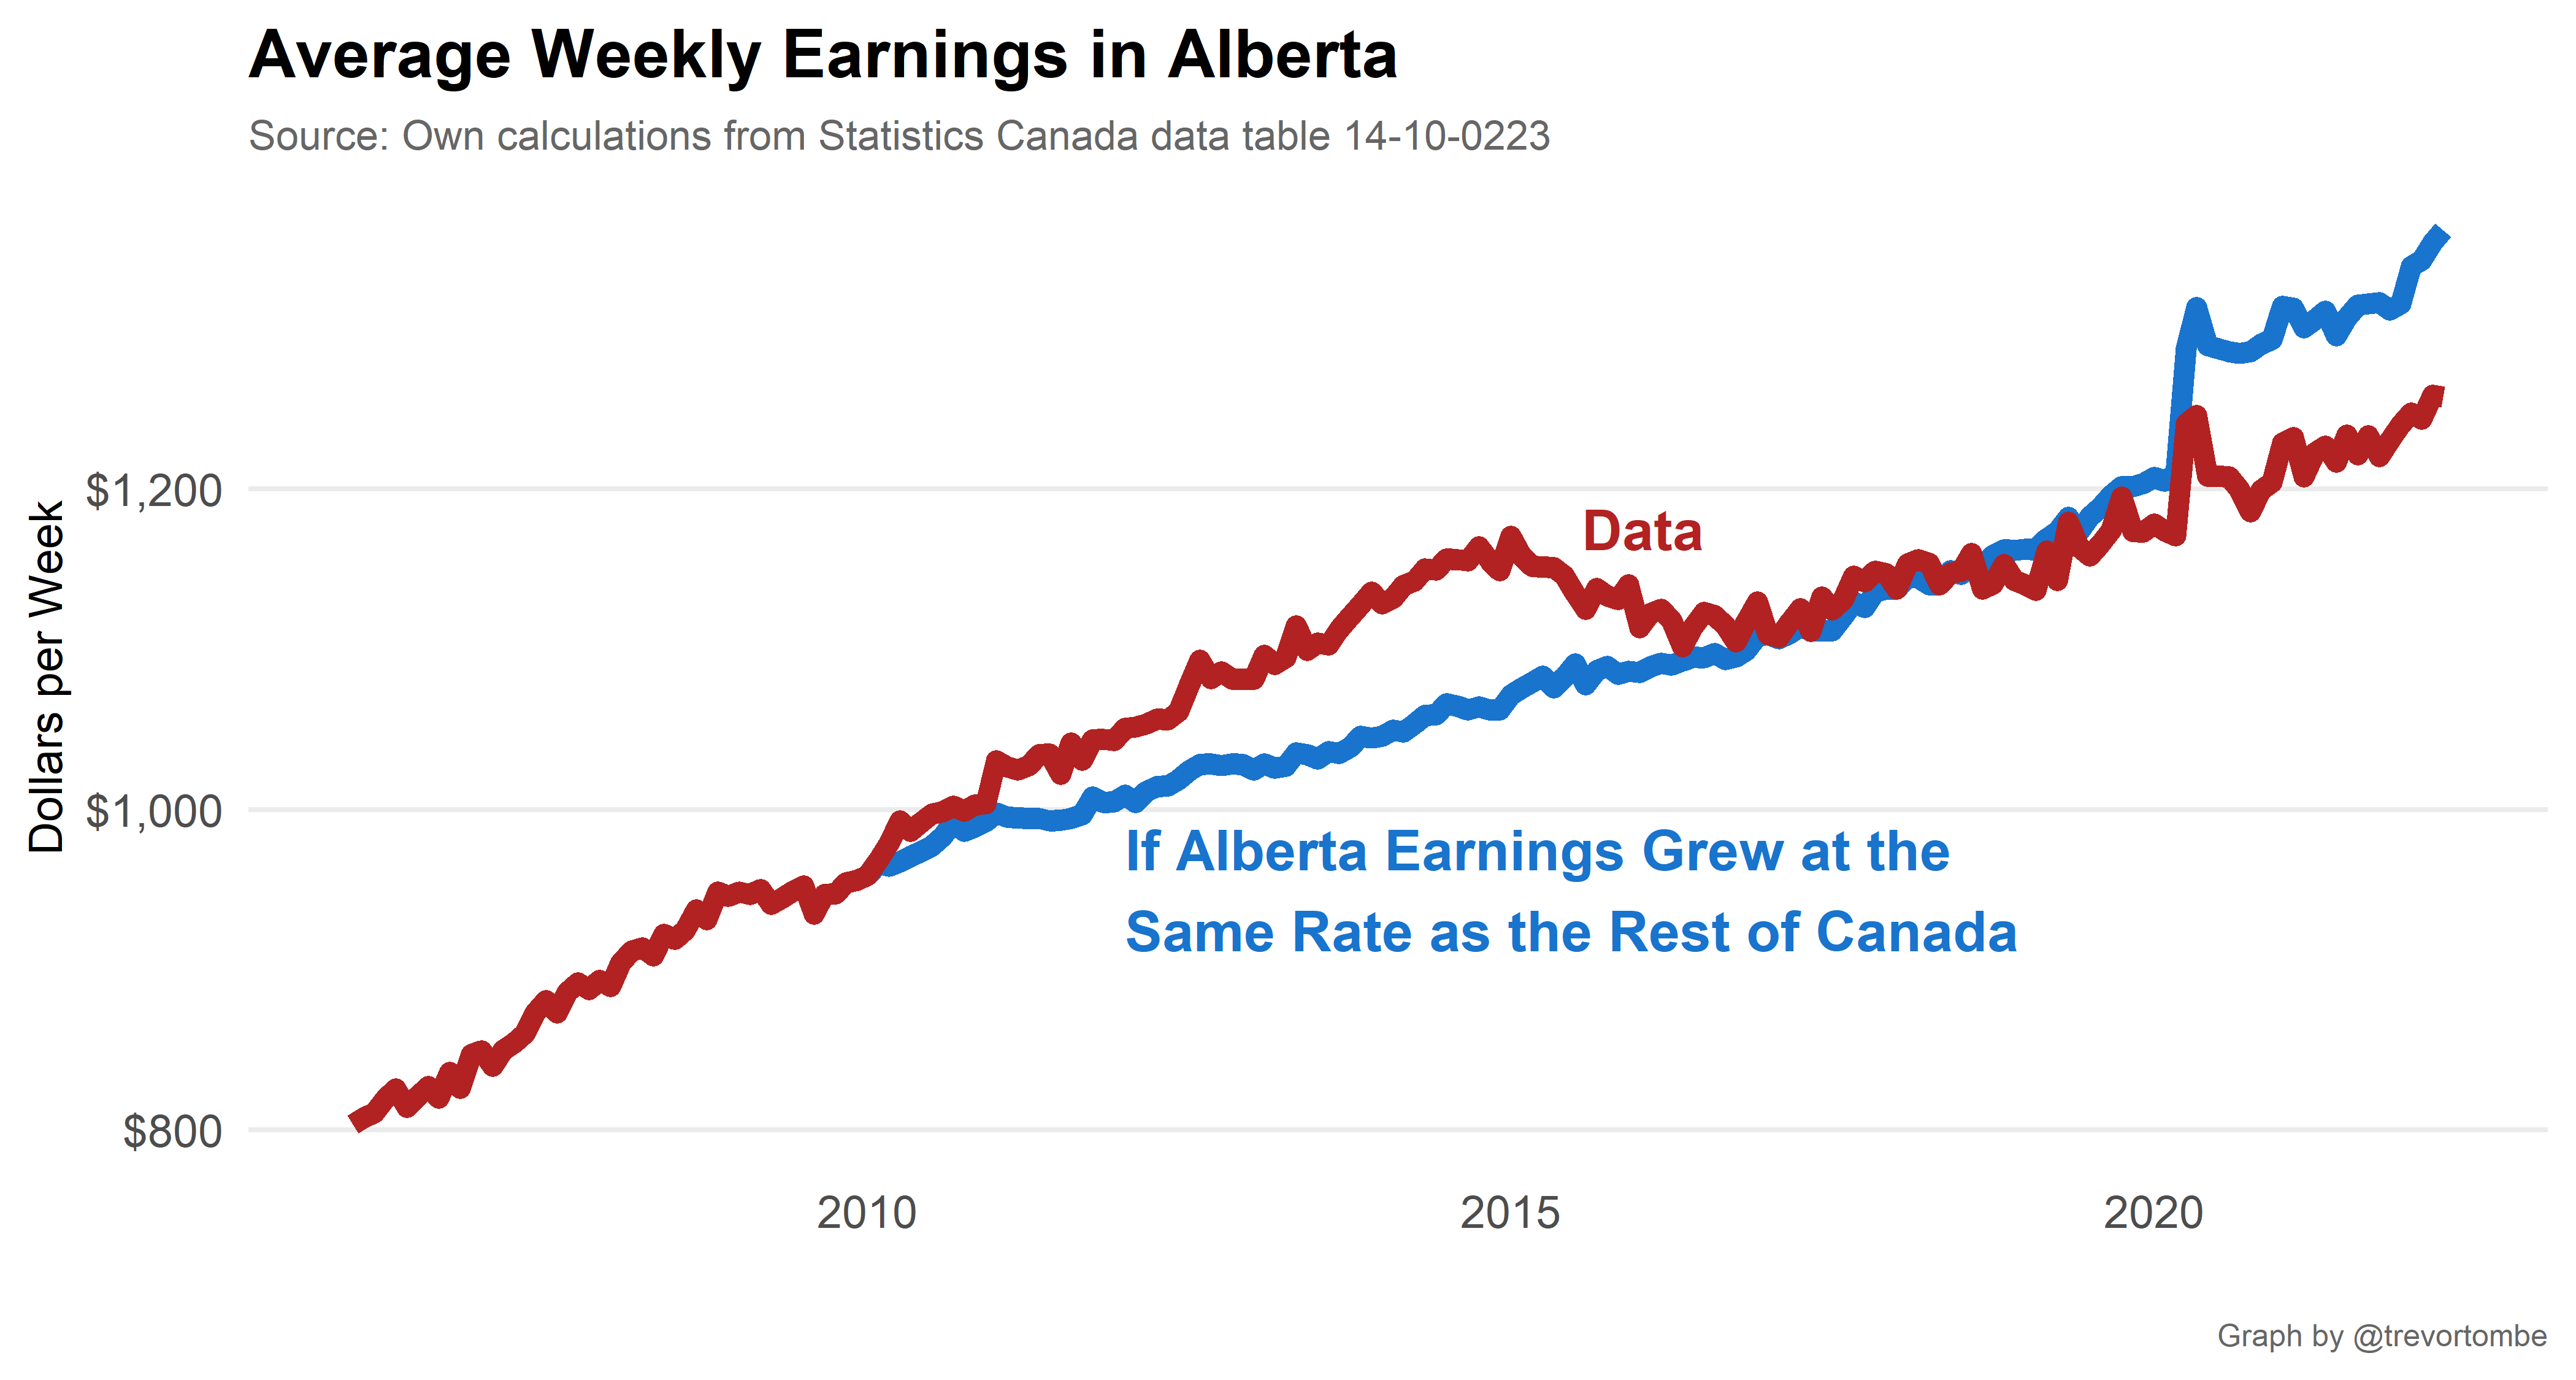 Average Weekly Earnings in Alberta
Source: Own calculations from Statistics Canada data table 14-10-0223
Dollars per Week
$1,200
$1,000
$800
Data
If Alberta Earnings Grew at the
Same Rate as the Rest of Canada
2010
2015
2020
Graph by @trevortombe